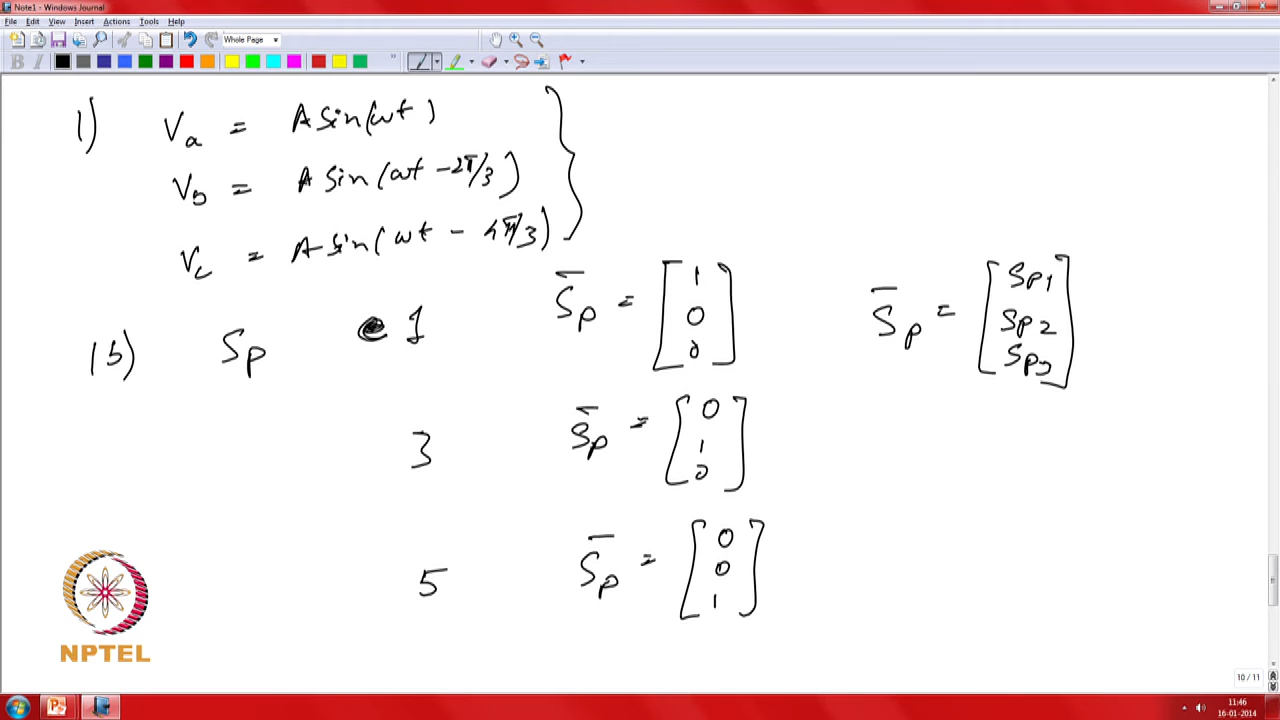 Note1 - Windows Journal
File Edit View Insert Actions Tools Help
Whole Page
B I
1) Va = A Sin(ωt)
Vb = A Sin(ωt - 2π/3)
Vc = A Sin(ωt - 4π/3)
1b) Sp 1 S̄p = [1 0 0] S̄p = [Sp1 Sp2 Sp3]
3 S̄p = [0 1 0]
5 S̄p = [0 0 1]
NPTEL
10 / 11
11:46
16-01-2014